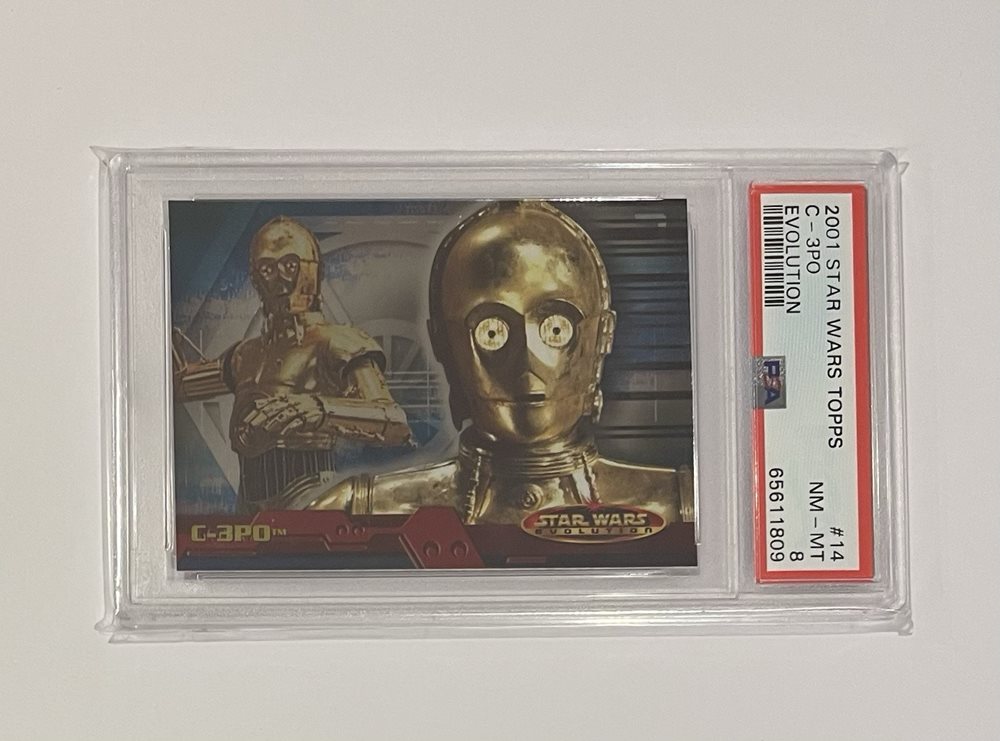 C-3PO™
STAR WARS
EVOLUTION
2001 STAR WARS TOPPS #14
C - 3PO NM - MT
EVOLUTION 8
PSA 65611809